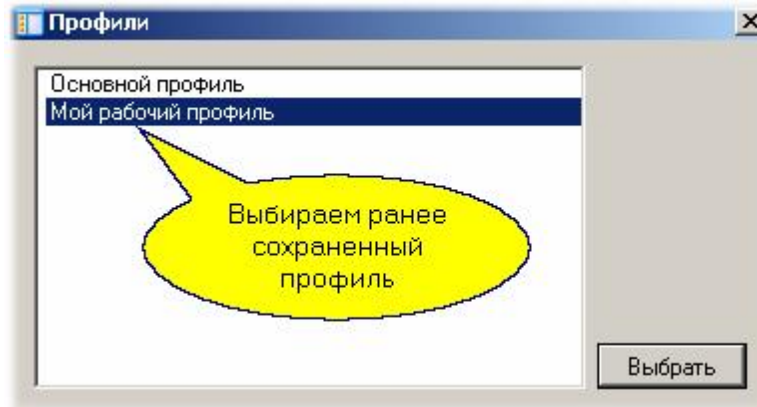 Профили
Основной профиль
Мой рабочий профиль
Выбираем ранее
сохраненный
профиль
Выбрать